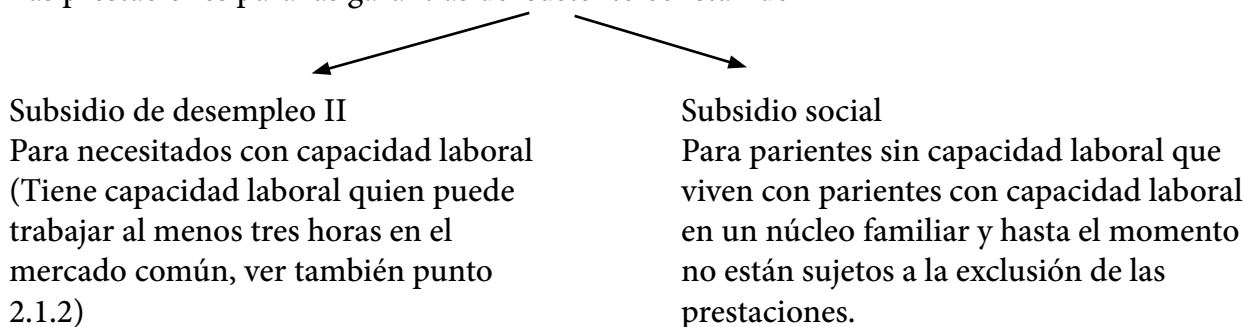 Subsidio de desempleo II
Para necesitados con capacidad laboral
(Tiene capacidad laboral quien puede
trabajar al menos tres horas en el
mercado común, ver también punto
2.1.2)
Subsidio social
Para parientes sin capacidad laboral que
viven con parientes con capacidad laboral
en un núcleo familiar y hasta el momento
no están sujetos a la exclusión de las
prestaciones.